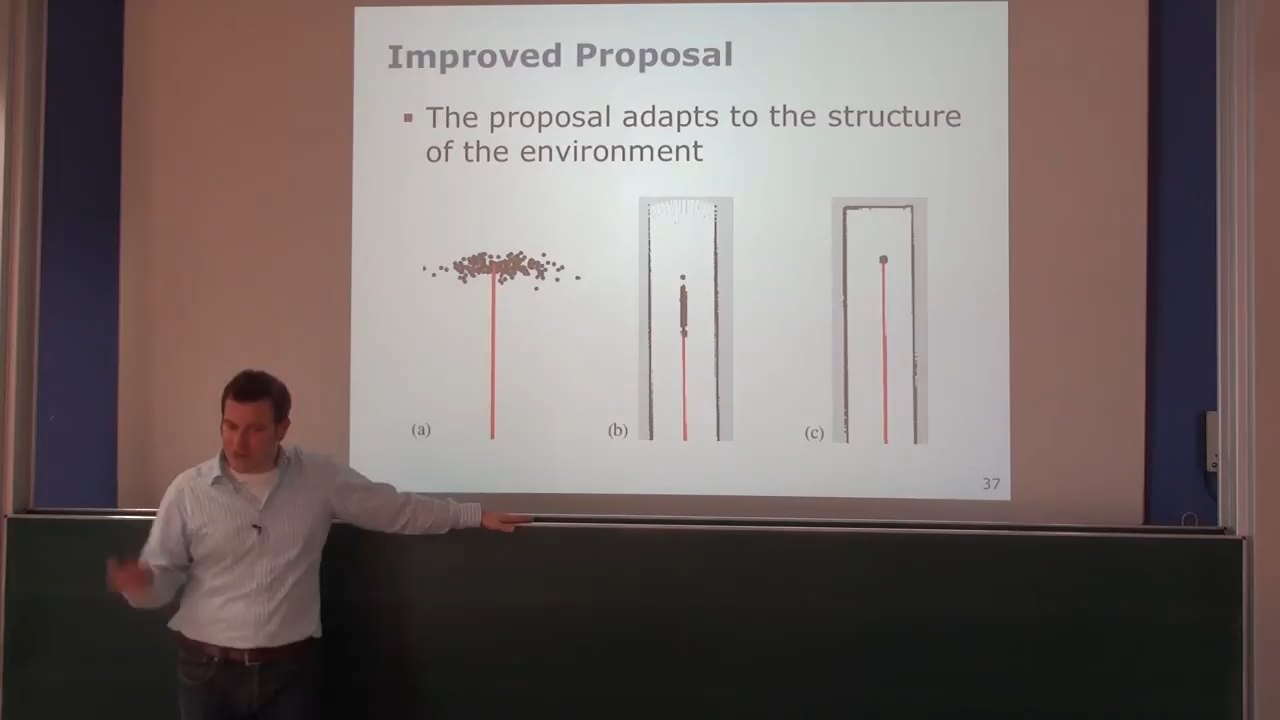 Improved Proposal
▪ The proposal adapts to the structure
of the environment
(a)
(b)
(c)
37